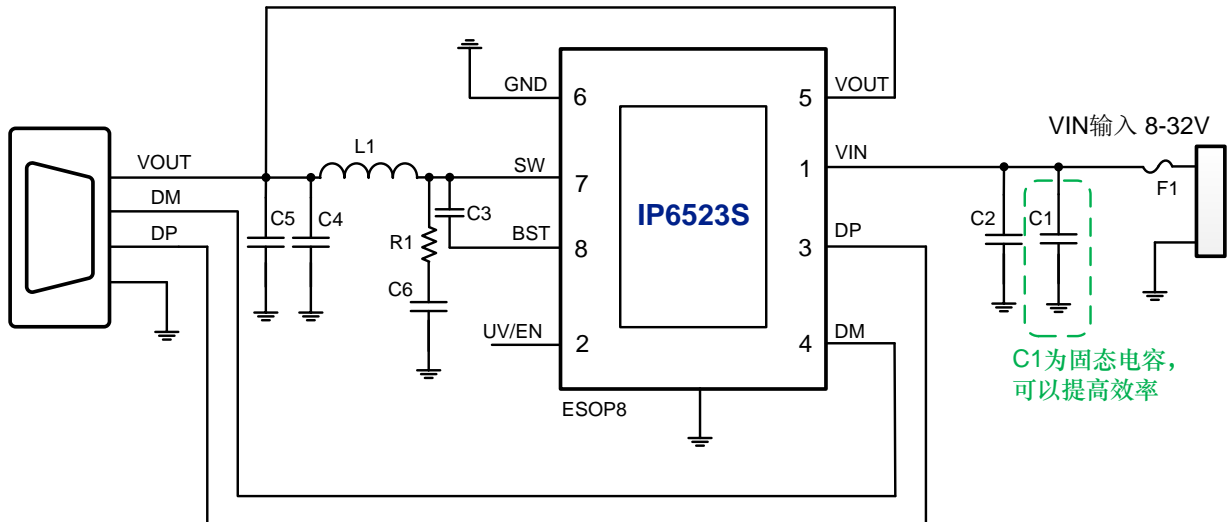 GND
6
5
VOUT
VIN输入 8-32V
VOUT
L1
SW
7
1
VIN
F1
DM
C3
IP6523S
C2
C1
DP
R1
BST
8
3
DP
C5
C4
C6
UV/EN
2
4
DM
C1为固态电容,
可以提高效率
ESOP8